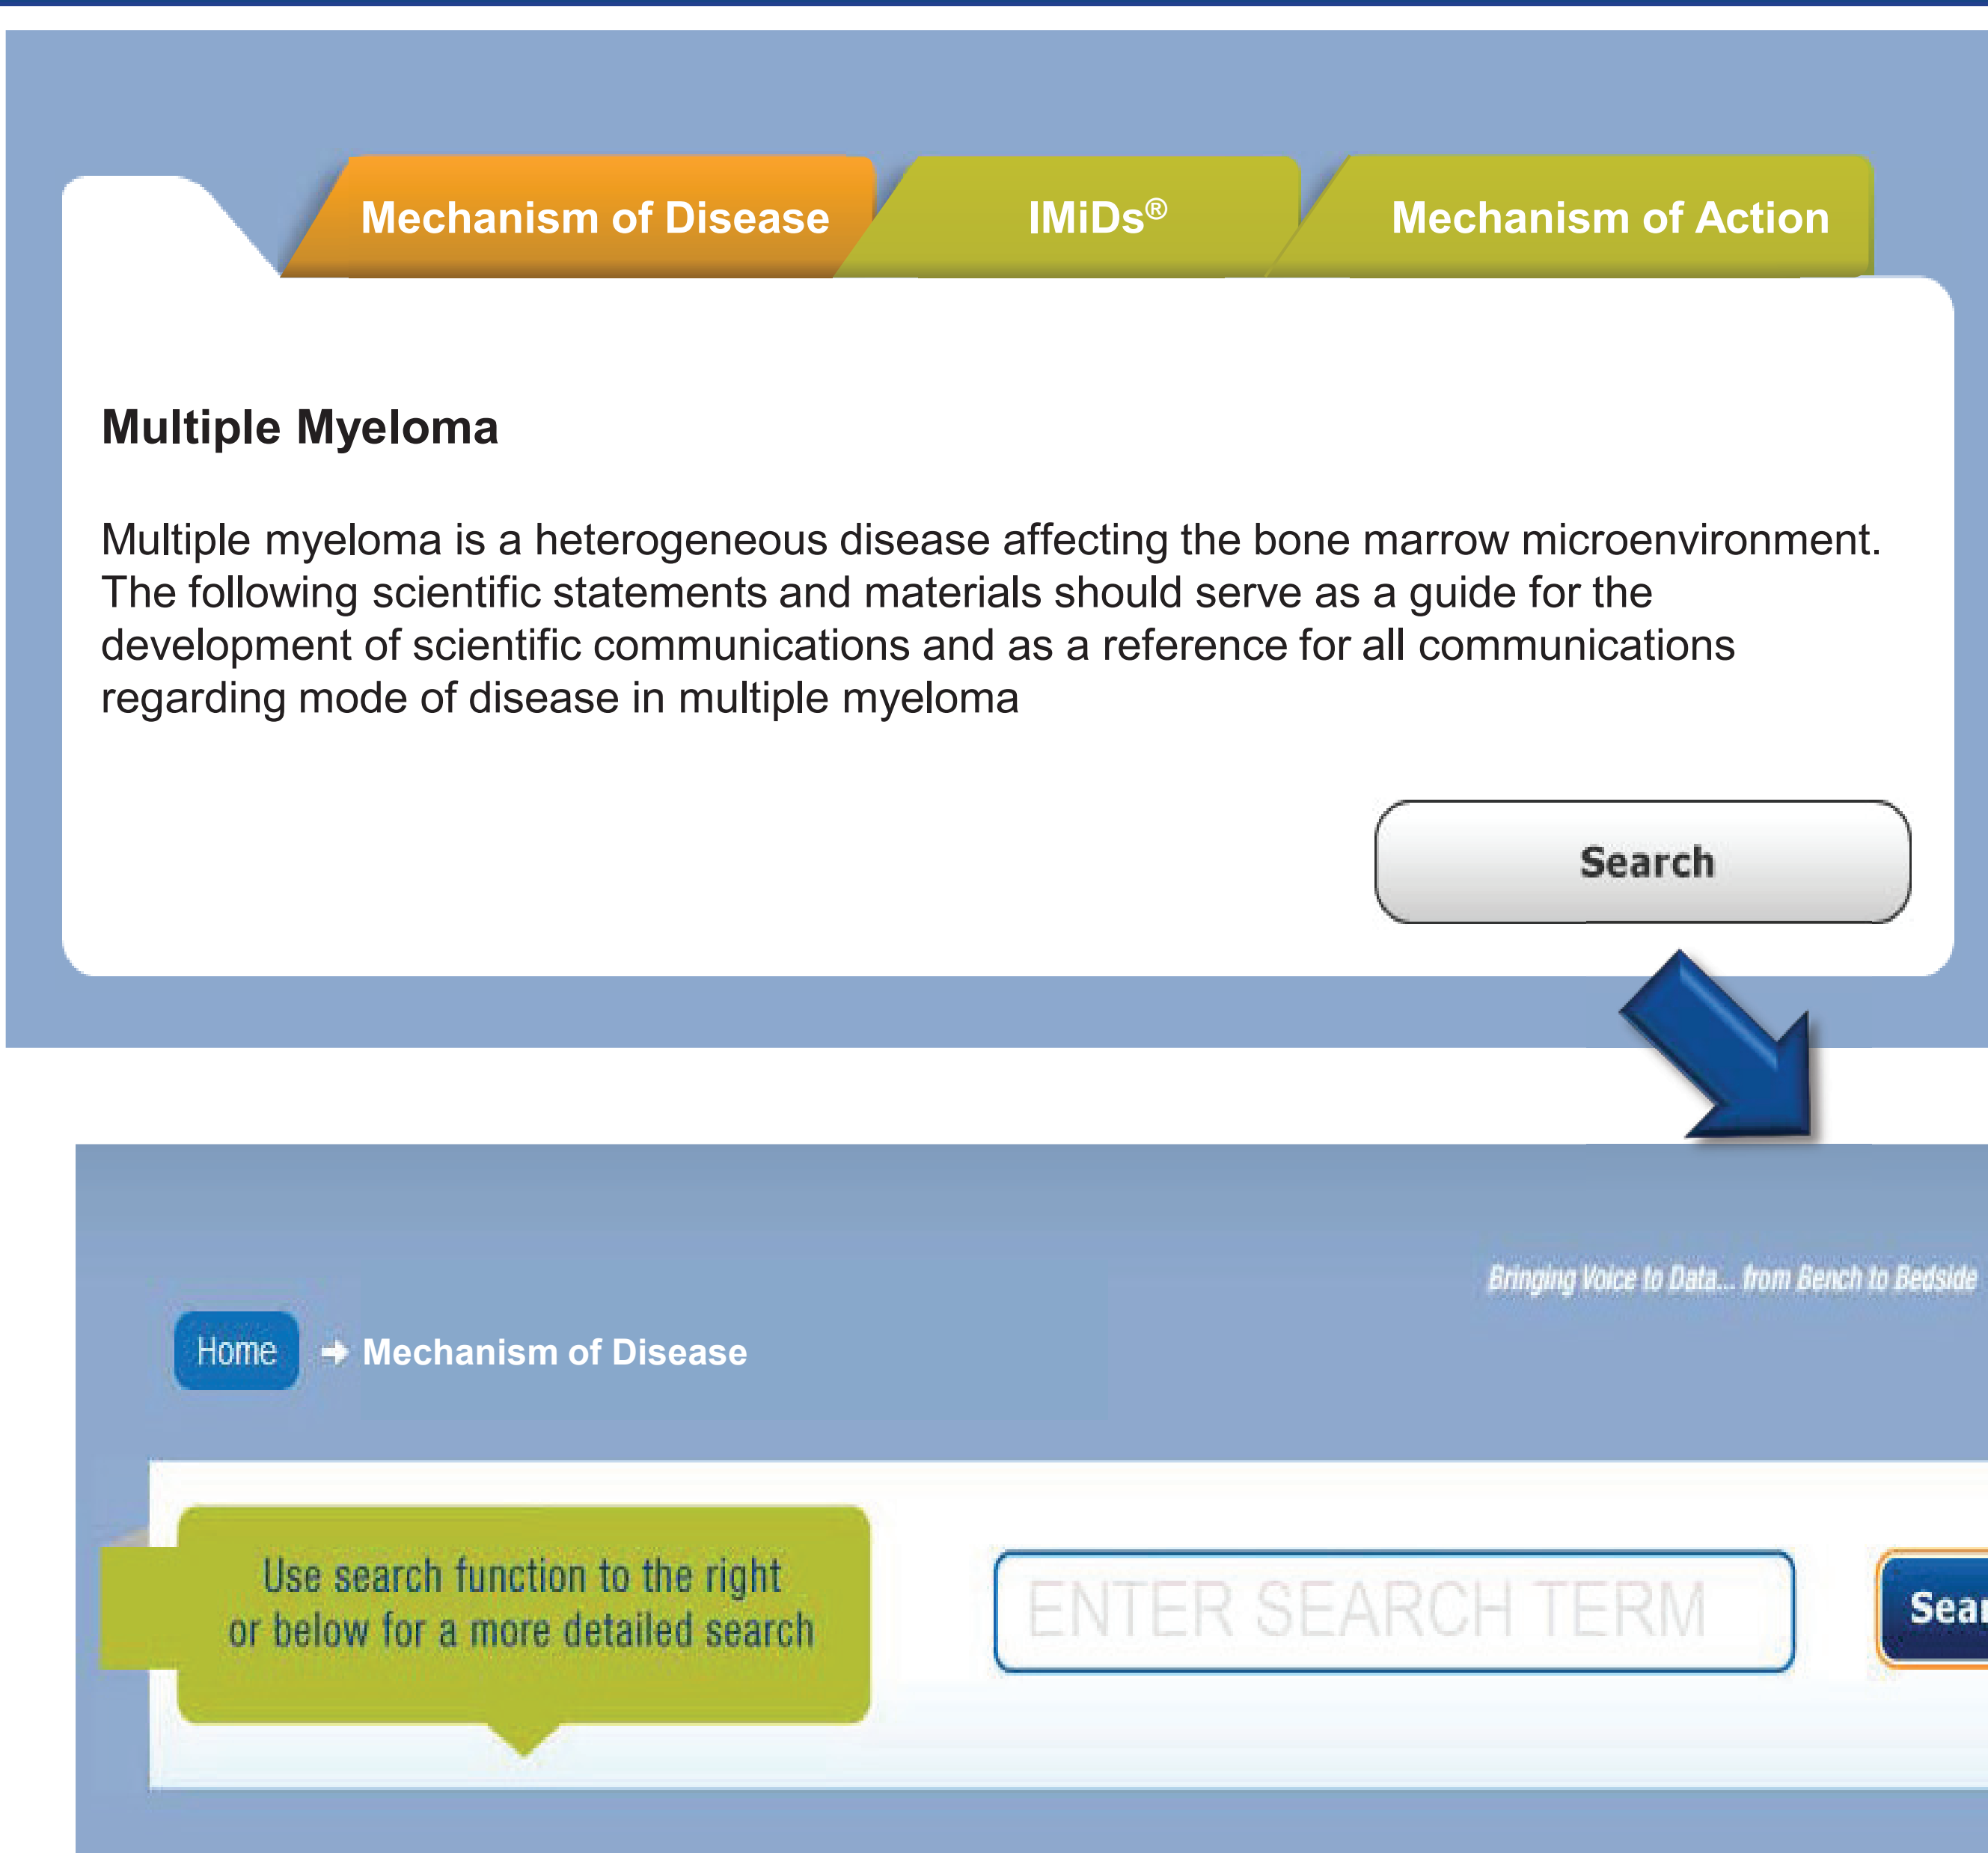 Mechanism of Disease
IMiDs®
Mechanism of Action
Multiple Myeloma
Multiple myeloma is a heterogeneous disease affecting the bone marrow microenvironment.
The following scientific statements and materials should serve as a guide for the
development of scientific communications and as a reference for all communications
regarding mode of disease in multiple myeloma
Search
Bringing Voice to Data... from Bench to Bedside
Home
Mechanism of Disease
Use search function to the right
or below for a more detailed search
ENTER SEARCH TERM